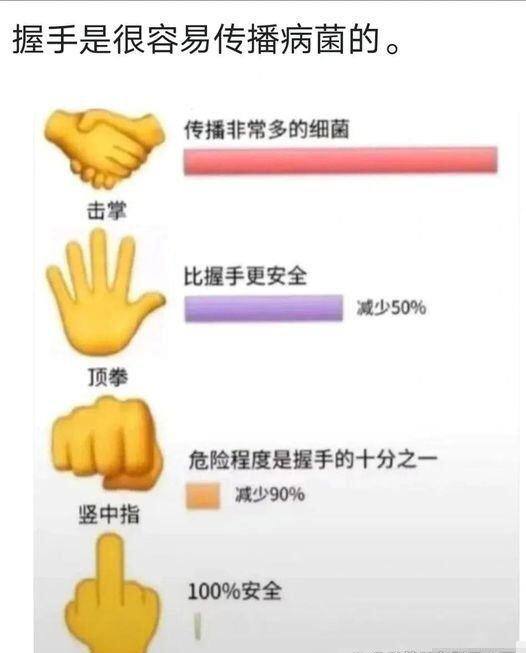 握手是很容易传播病菌的。
传播非常多的细菌
击掌
比握手更安全
减少50%
顶拳
危险程度是握手的十分之一
减少90%
竖中指
100%安全